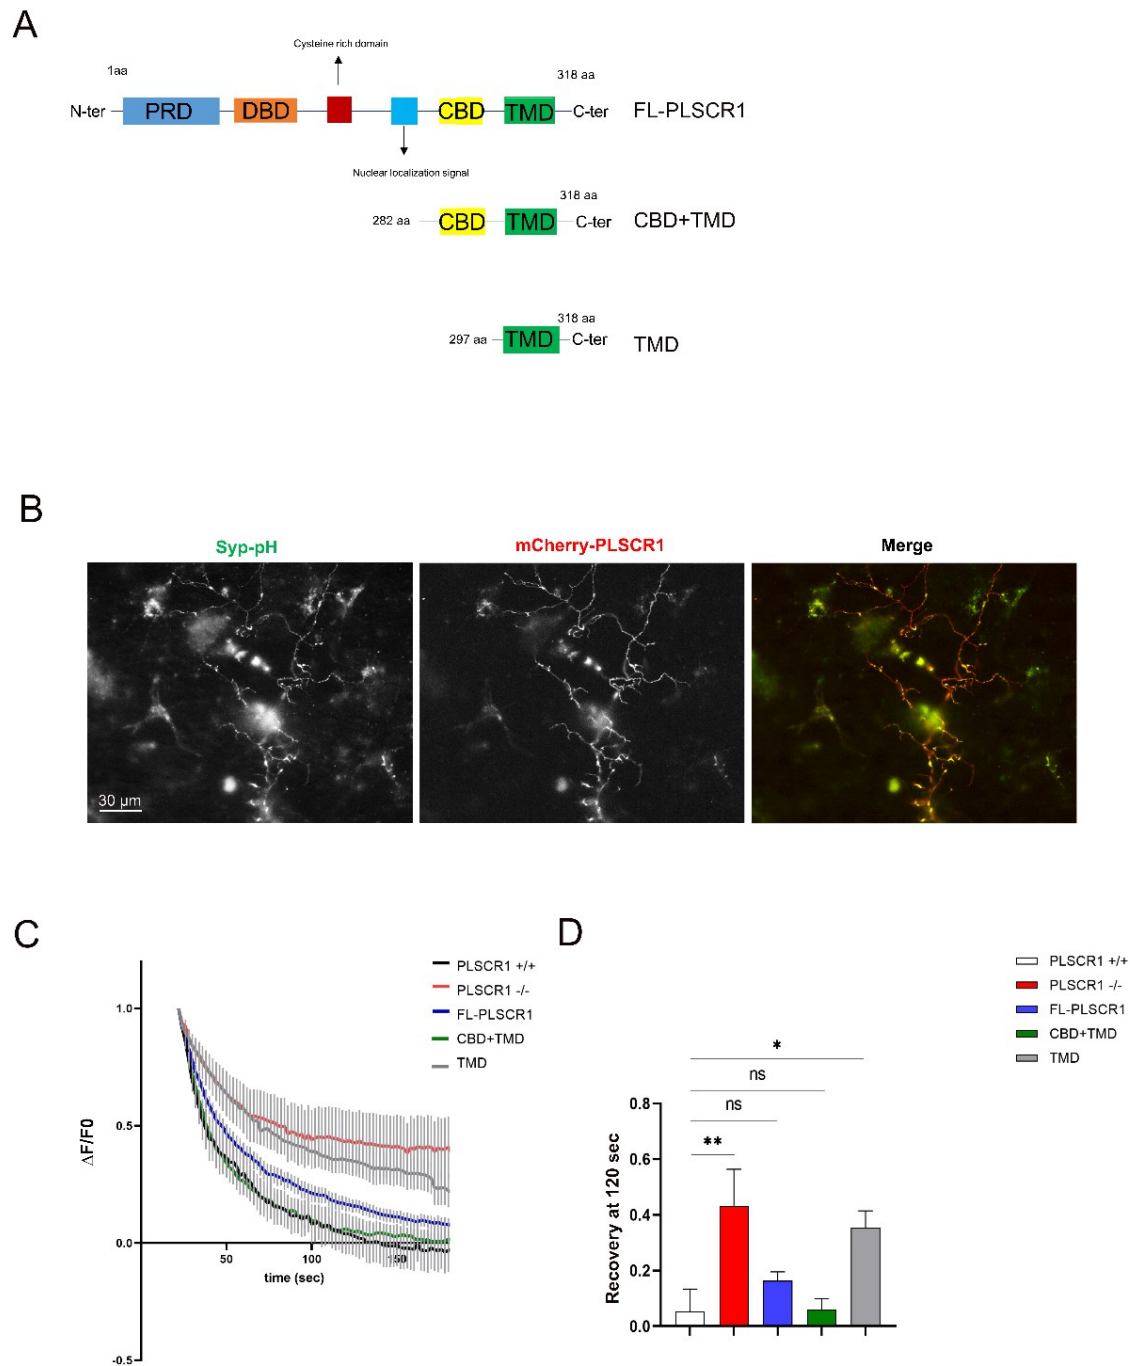 A
Cysteine rich domain
1aa
318 aa
N-ter PRD DBD CBD TMD C-ter FL-PLSCR1
Nuclear localization signal
318 aa
282 aa CBD TMD C-ter CBD+TMD
318 aa
297 aa TMD C-ter TMD
B
Syp-pH mCherry-PLSCR1 Merge
30 µm
C
PLSCR1 +/+
PLSCR1 -/-
FL-PLSCR1
CBD+TMD
TMD
1.0
0.5
0.0
-0.5
ΔF/F0
50 100 150
time (sec)
D
PLSCR1 +/+
PLSCR1 -/-
FL-PLSCR1
CBD+TMD
TMD
*
ns
ns
**
0.8
0.6
0.4
0.2
0.0
Recovery at 120 sec